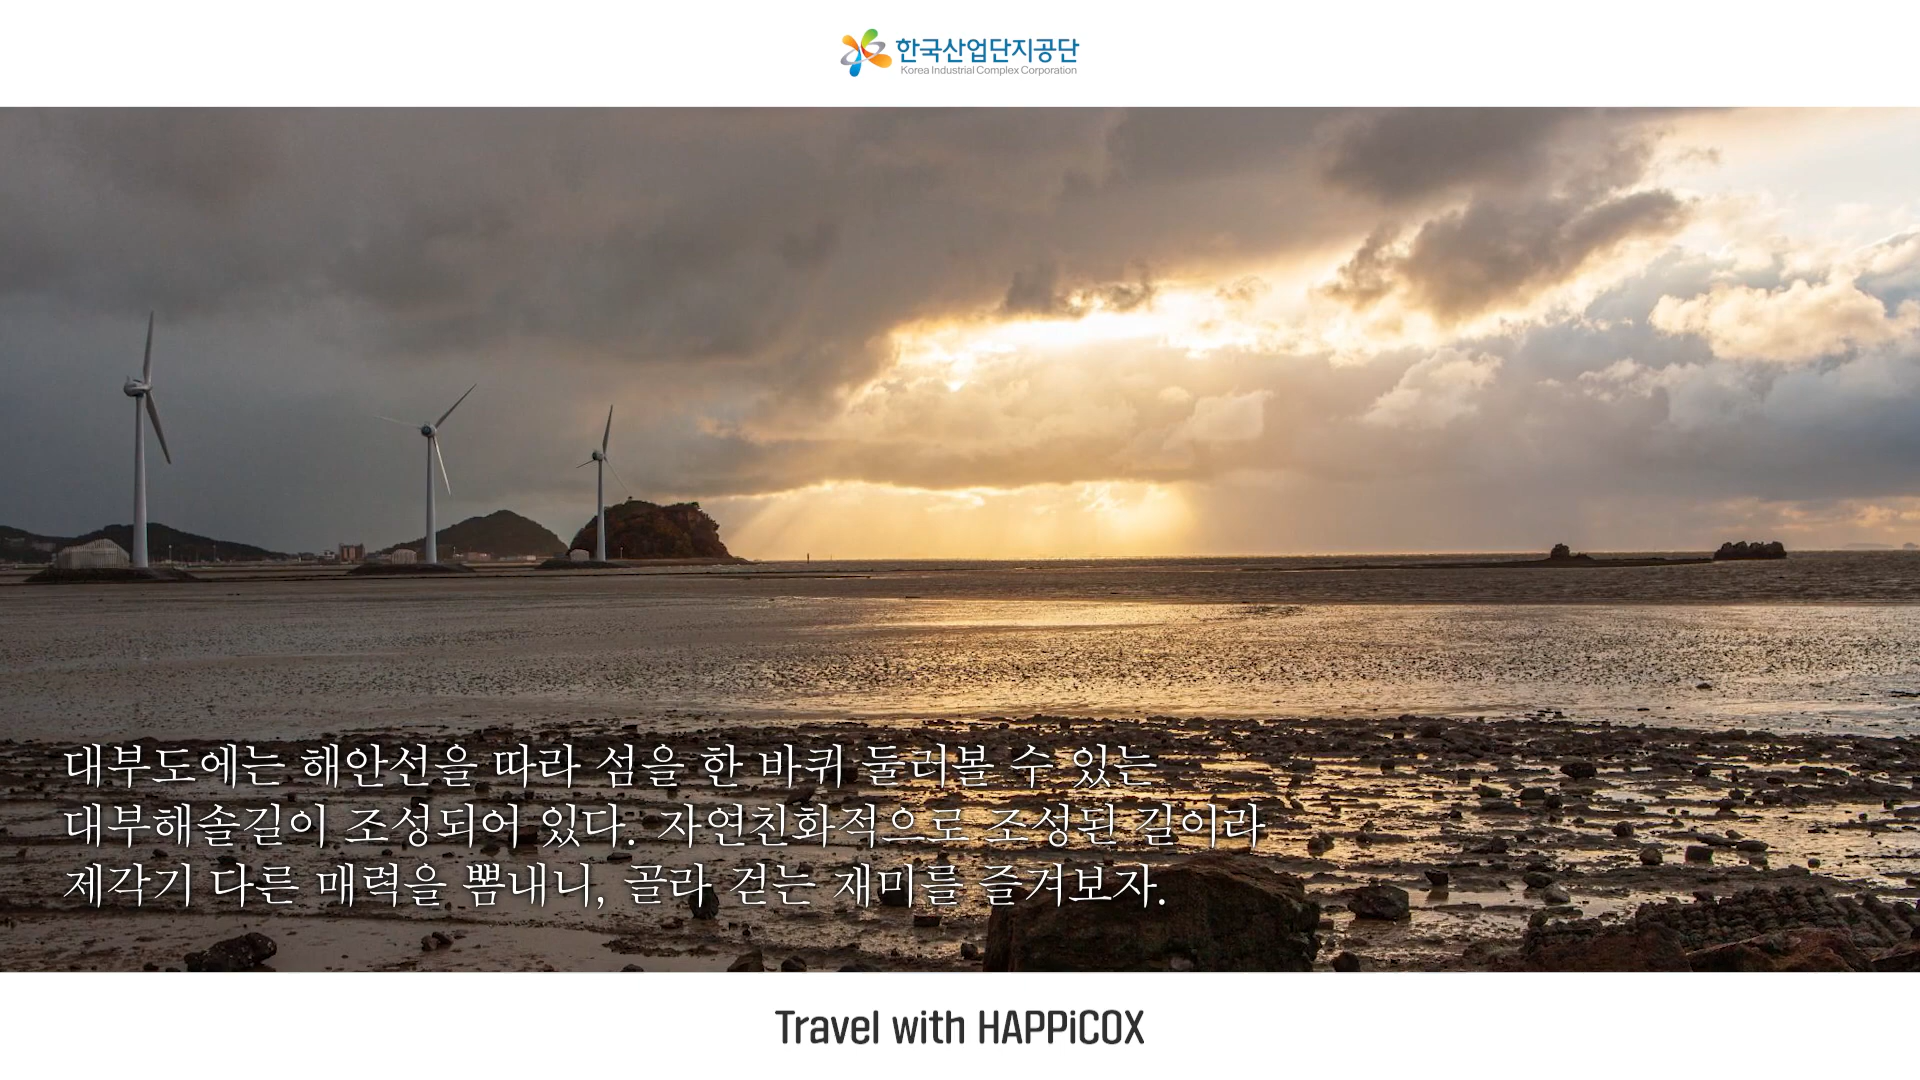 한국산업단지공단
Korea Industrial Complex Corporation
대부도에는 해안선을 따라 섬을 한 바퀴 둘러볼 수 있는
대부해솔길이 조성되어 있다. 자연친화적으로 조성된 길이라
제각기 다른 매력을 뽐내니, 골라 걷는 재미를 즐겨보자.
Travel with HAPPiCOX